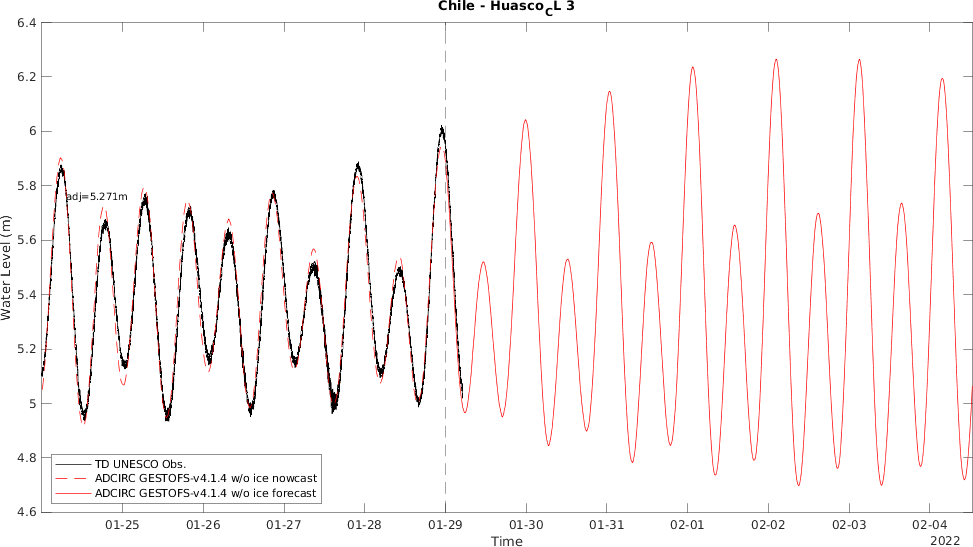 Chile - Huasco_CL 3
6.4
6.2
6
5.8
5.6
5.4
5.2
5
4.8
4.6
Water Level (m)
adj=5.271m
TD UNESCO Obs.
ADCIRC GESTOFS-v4.1.4 w/o ice nowcast
ADCIRC GESTOFS-v4.1.4 w/o ice forecast
01-25 01-26 01-27 01-28 01-29 01-30 01-31 02-01 02-02 02-03 02-04
Time
2022